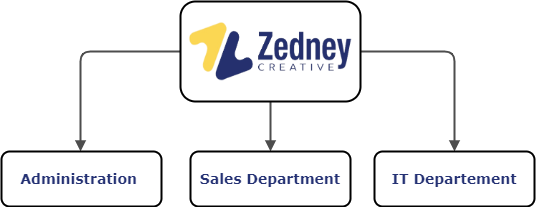 Zedney
CREATIVE
Administration
Sales Department
IT Departement